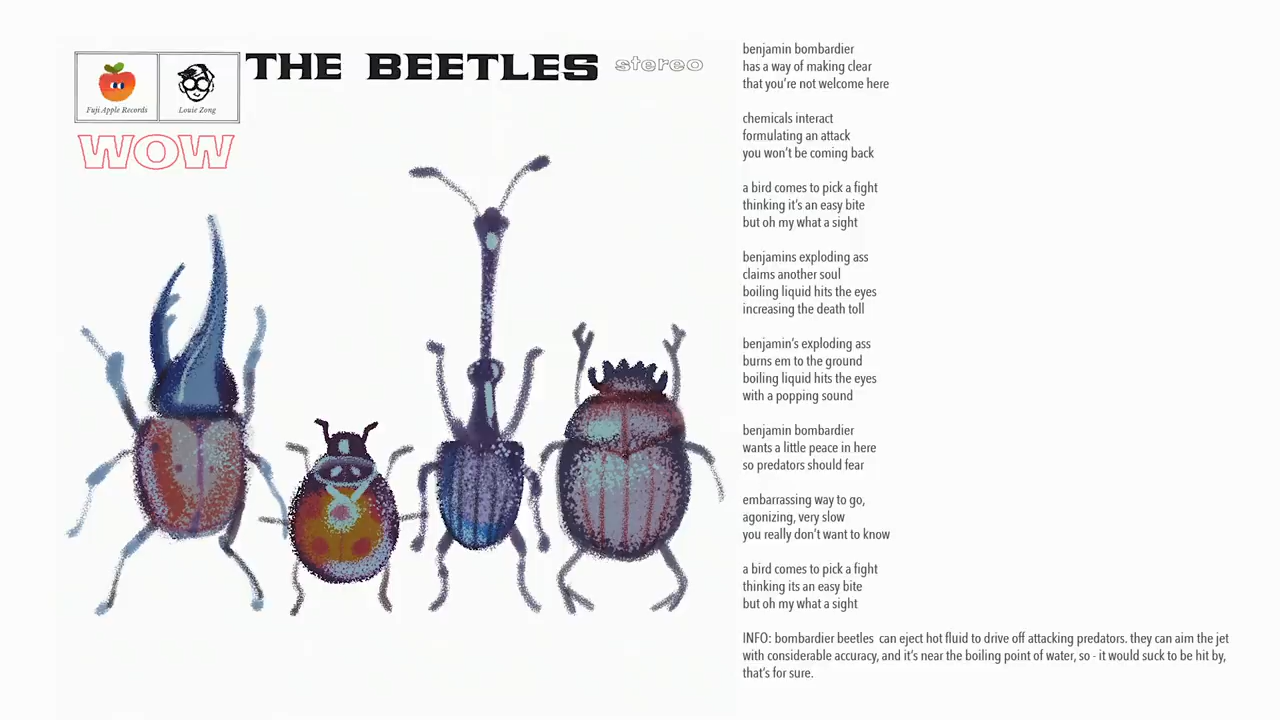 THE BEETLES stereo
Fuji Apple Records
Louie Zong
WOW
benjamin bombardier
has a way of making clear
that you're not welcome here
chemicals interact
formulating an attack
you won't be coming back
a bird comes to pick a fight
thinking it's an easy bite
but oh my what a sight
benjamins exploding ass
claims another soul
boiling liquid hits the eyes
increasing the death toll
benjamin's exploding ass
burns em to the ground
boiling liquid hits the eyes
with a popping sound
benjamin bombardier
wants a little peace in here
so predators should fear
embarrassing way to go,
agonizing, very slow
you really don't want to know
a bird comes to pick a fight
thinking its an easy bite
but oh my what a sight
INFO: bombardier beetles  can eject hot fluid to drive off attacking predators. they can aim the jet
with considerable accuracy, and it's near the boiling point of water, so - it would suck to be hit by,
that's for sure.